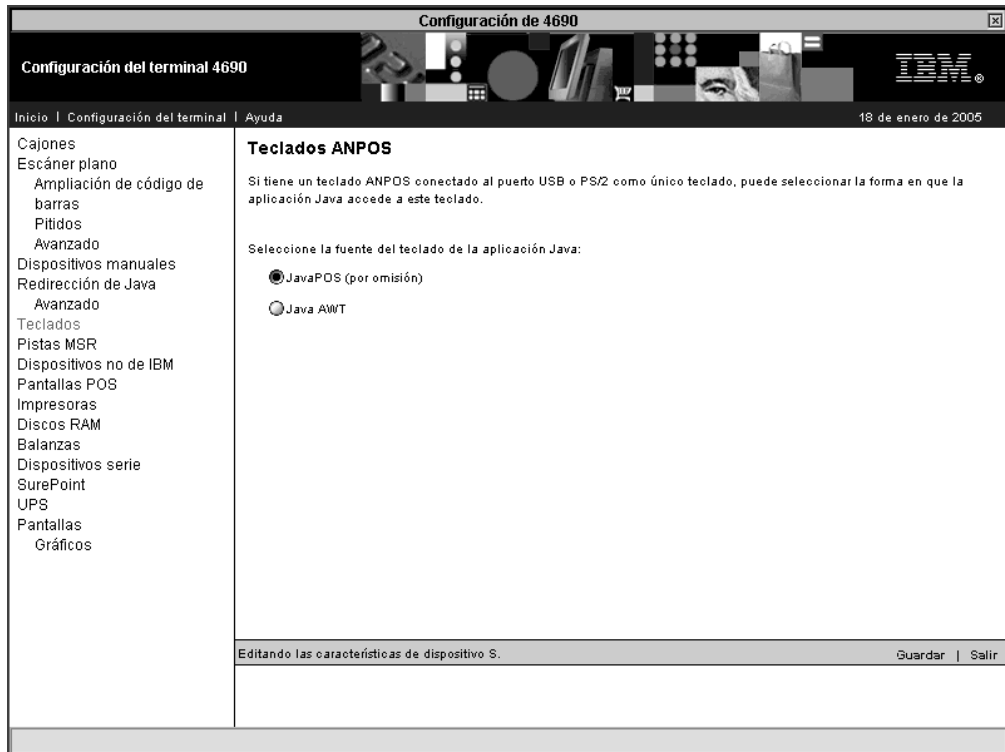 Configuración de 4690
Configuración del terminal 4690
IBM®
Inicio | Configuración del terminal | Ayuda
18 de enero de 2005
Cajones
Escáner plano
Ampliación de código de
barras
Pitidos
Avanzado
Dispositivos manuales
Redirección de Java
Avanzado
Teclados
Pistas MSR
Dispositivos no de IBM
Pantallas POS
Impresoras
Discos RAM
Balanzas
Dispositivos serie
SurePoint
UPS
Pantallas
Gráficos
Teclados ANPOS
Si tiene un teclado ANPOS conectado al puerto USB o PS/2 como único teclado, puede seleccionar la forma en que la
aplicación Java accede a este teclado.
Seleccione la fuente del teclado de la aplicación Java:
JavaPOS (por omisión)
Java AWT
Editando las características de dispositivo S.
Guardar | Salir